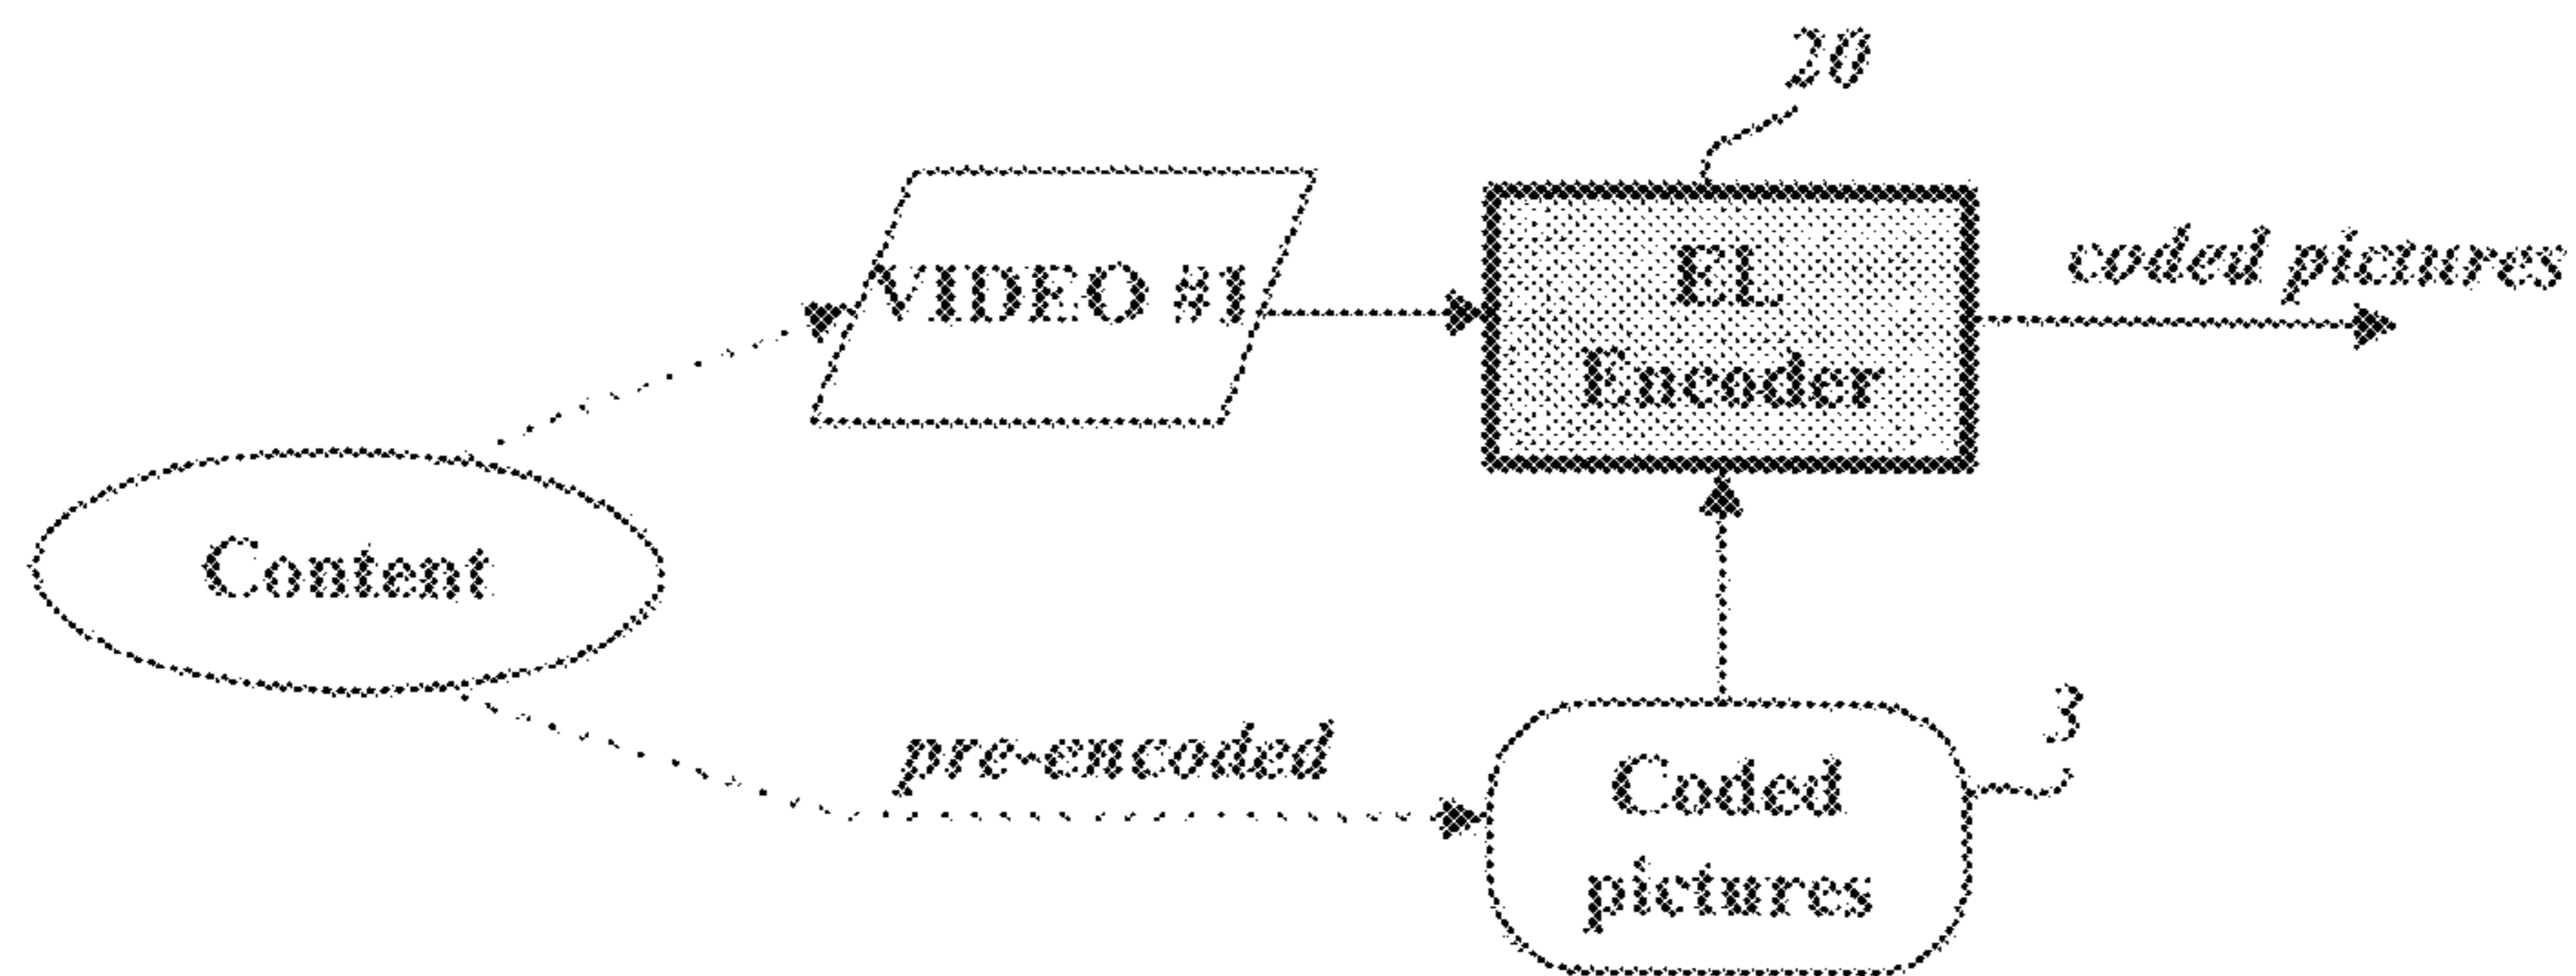 20
VIDEO #1
EL
Encoder
coded pictures
Content
pre-encoded
3
Coded
pictures